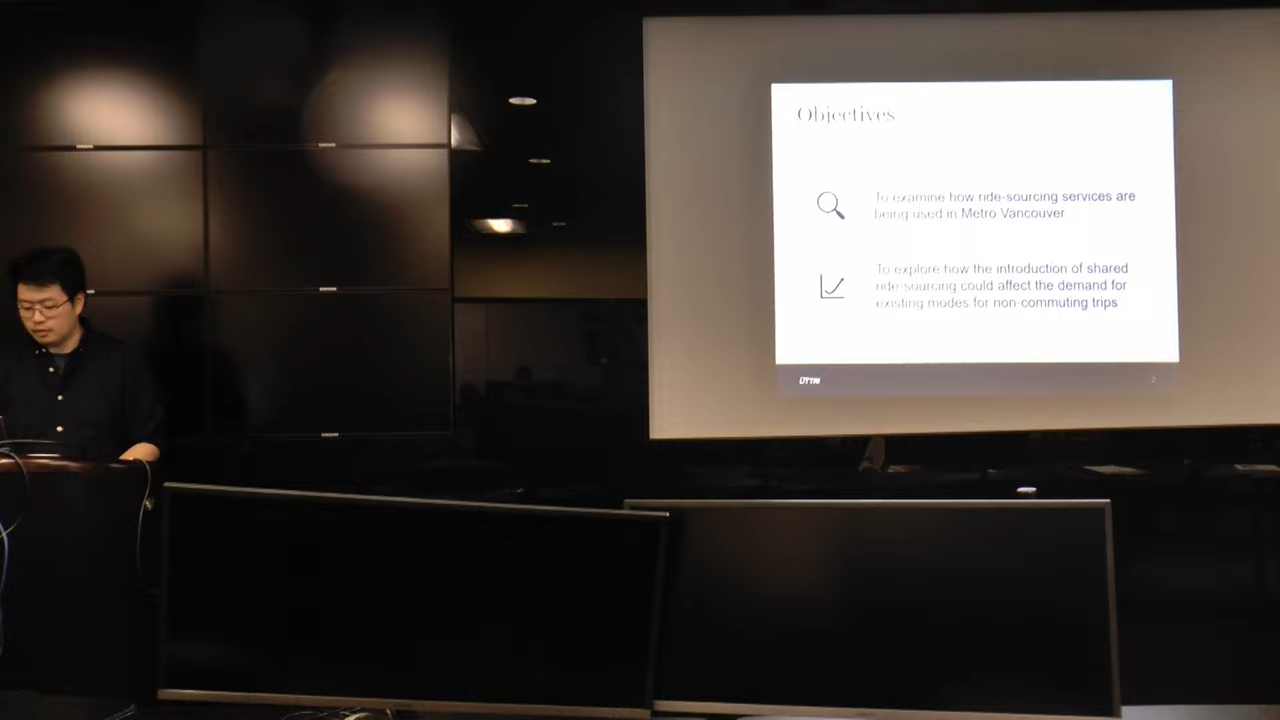 Objectives
To examine how ride-sourcing services are
being used in Metro Vancouver
To explore how the introduction of shared
ride-sourcing could affect the demand for
existing modes for non-commuting trips
UTTRI